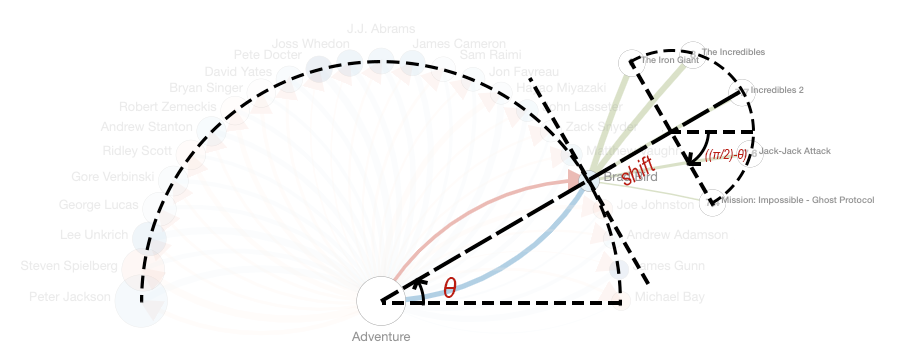 J.J. Abrams
Joss Whedon
James Cameron
Pete Docter
Sam Raimi
David Yates
Jon Favreau
Bryan Singer
Hayao Miyazaki
Robert Zemeckis
John Lasseter
Andrew Stanton
Zack Snyder
Ridley Scott
Matthew Vaughn
Gore Verbinski
Brad Bird
George Lucas
Joe Johnston
Lee Unkrich
Andrew Adamson
Steven Spielberg
James Gunn
Peter Jackson
Michael Bay
Adventure
The Iron Giant
The Incredibles
Incredibles 2
Jack-Jack Attack
Mission: Impossible - Ghost Protocol
shift
((π/2)-θ)
θ